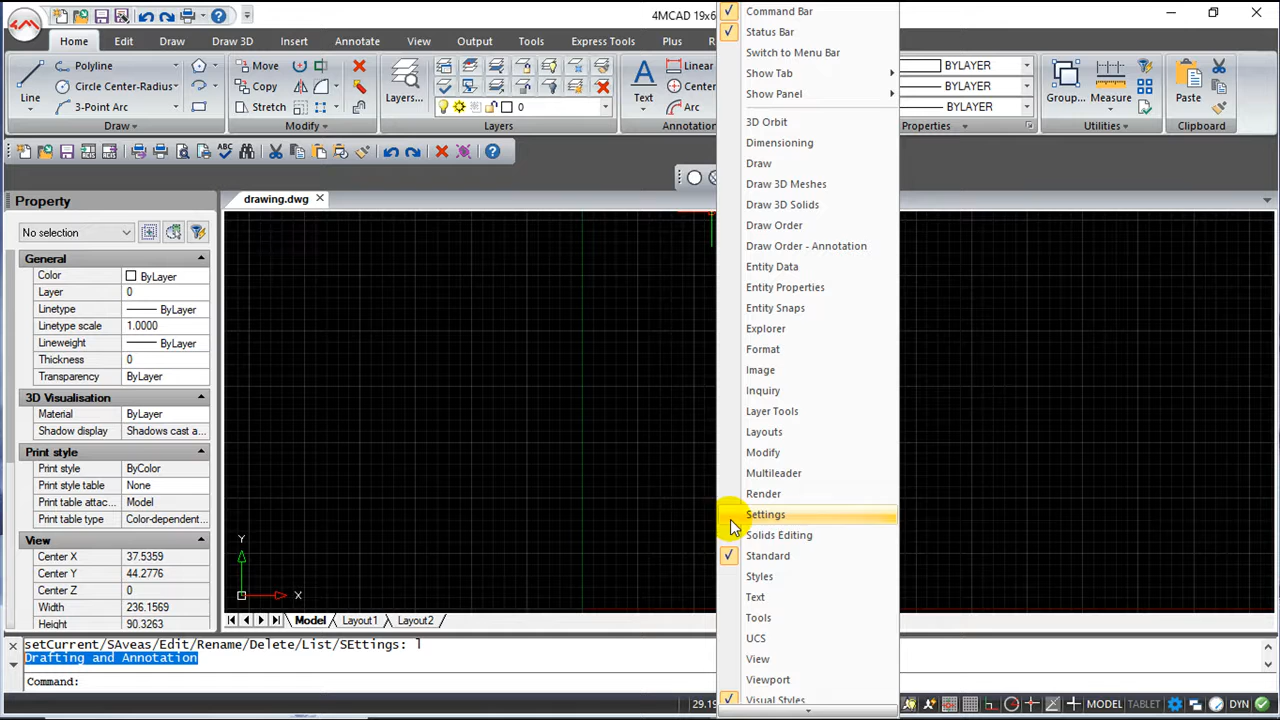 4MCAD 19x6
Home Edit Draw Draw 3D Insert Annotate View Output Tools Express Tools Plus
Line
Polyline
Circle Center-Radius
3-Point Arc
Draw
Move
Copy
Stretch
Modify
Layers...
0
Layers
Text
Linear
Center
Arc
Annotation
BYLAYER
BYLAYER
BYLAYER
Properties
Group...
Measure
Utilities
Paste
Clipboard
Property
No selection
General
Color ByLayer
Layer 0
Linetype ByLayer
Linetype scale 1.0000
Lineweight ByLayer
Thickness 0
Transparency ByLayer
3D Visualisation
Material ByLayer
Shadow display Shadows cast a...
Print style
Print style ByColor
Print style table None
Print table attac... Model
Print table type Color-dependent...
View
Center X 37.5359
Center Y 44.2776
Center Z 0
Width 236.1569
Height 90.3263
drawing.dwg
Y
X
Model Layout1 Layout2
Command Bar
Status Bar
Switch to Menu Bar
Show Tab
Show Panel
3D Orbit
Dimensioning
Draw
Draw 3D Meshes
Draw 3D Solids
Draw Order
Draw Order - Annotation
Entity Data
Entity Properties
Entity Snaps
Explorer
Format
Image
Inquiry
Layer Tools
Layouts
Modify
Multileader
Render
Settings
Solids Editing
Standard
Styles
Text
Tools
UCS
View
Viewport
Visual Styles
setCurrent/SAveas/Edit/Rename/Delete/List/SEttings: l
Drafting and Annotation
Command:
29.19
MODEL TABLET DYN